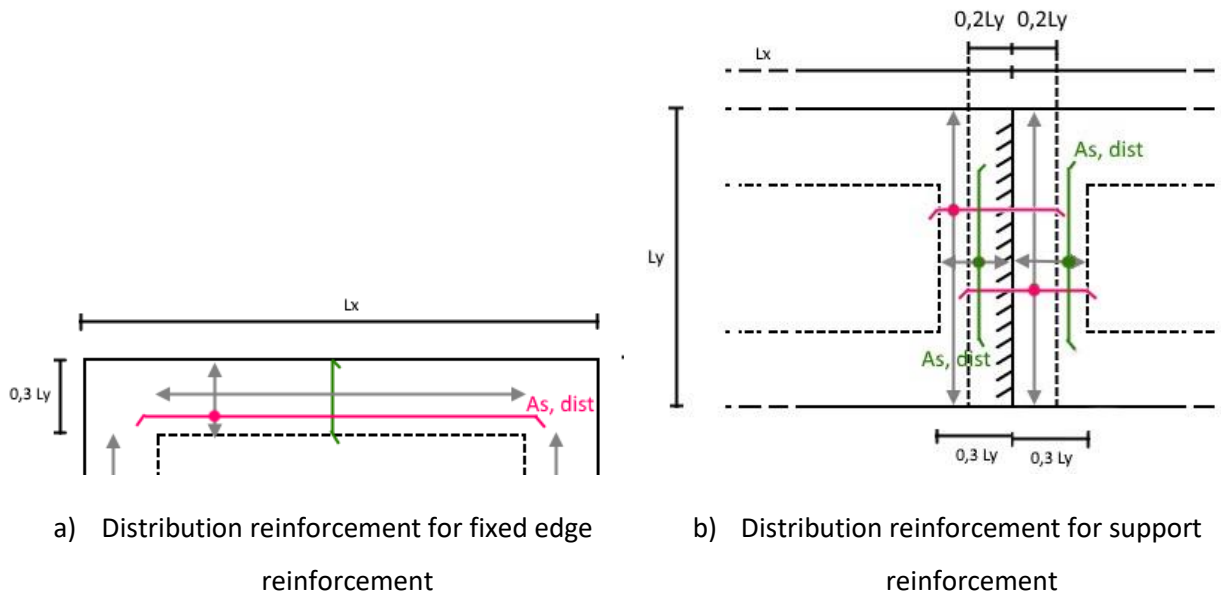 0,2Ly 0,2Ly
Lx
As, dist
Ly
As, dist
0,3 Ly 0,3 Ly
Lx
0,3 Ly
As, dist
a) Distribution reinforcement for fixed edge
reinforcement
b) Distribution reinforcement for support
reinforcement